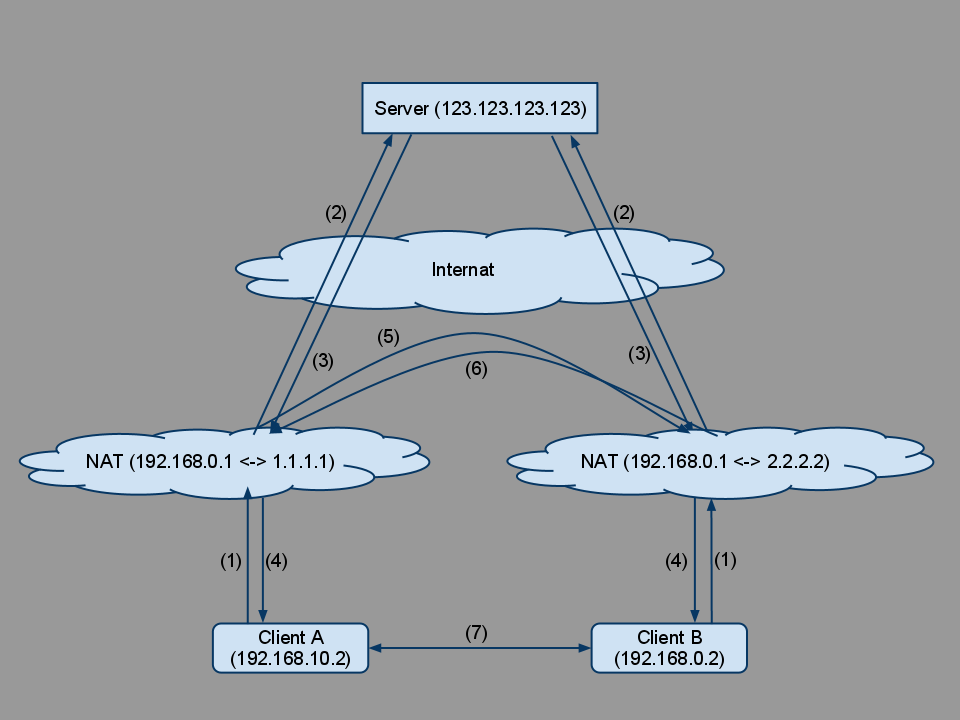 Server (123.123.123.123)
(2)
(2)
Internat
(5)
(3)
(3)
(6)
NAT (192.168.0.1 <-> 1.1.1.1)
NAT (192.168.0.1 <-> 2.2.2.2)
(1)
(4)
(4)
(1)
Client A
(192.168.10.2)
(7)
Client B
(192.168.0.2)